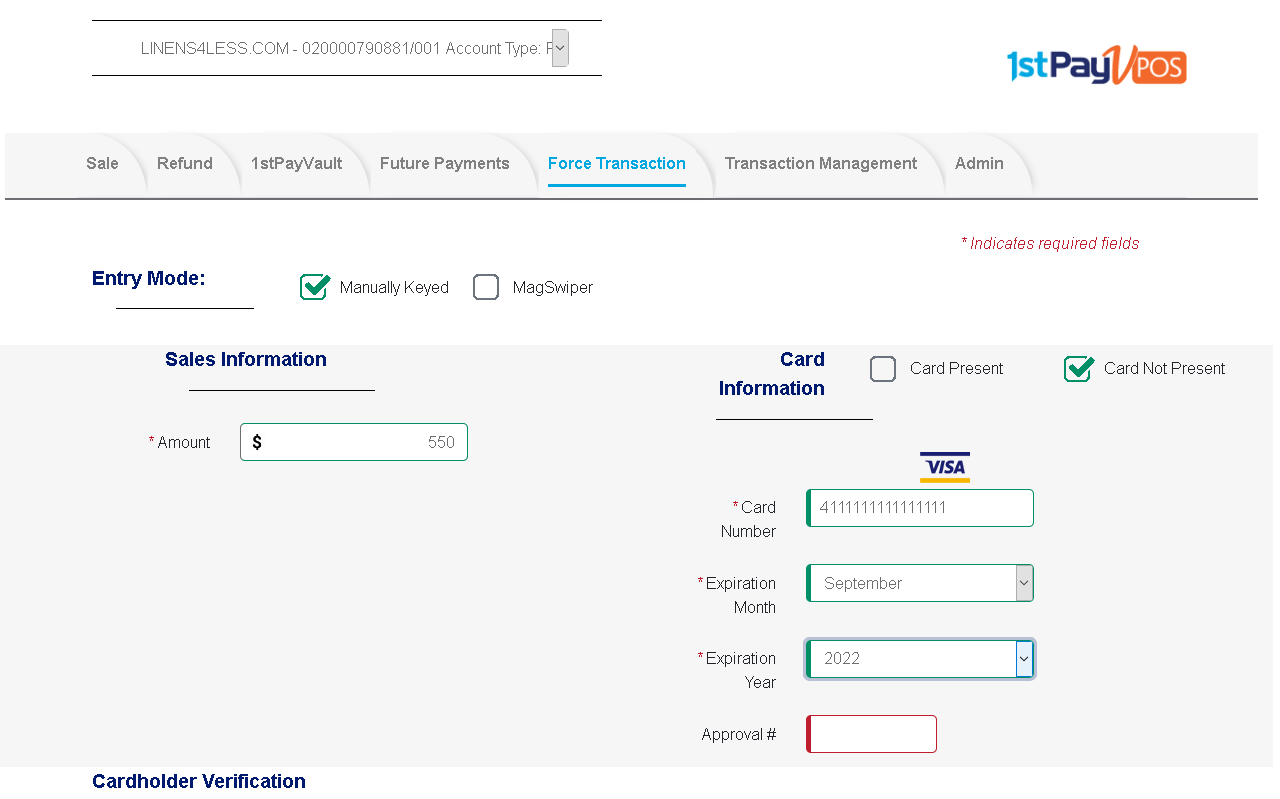 LINENS4LESS.COM - 020000790881/001 Account Type:
1stPay VPOS
Sale Refund 1stPayVault Future Payments Force Transaction Transaction Management Admin
* Indicates required fields
Entry Mode: Manually Keyed MagSwiper
Sales Information
Card Information
Card Present Card Not Present
* Amount $ 550
VISA
* Card Number 4111111111111111
* Expiration Month September
* Expiration Year 2022
Approval #
Cardholder Verification